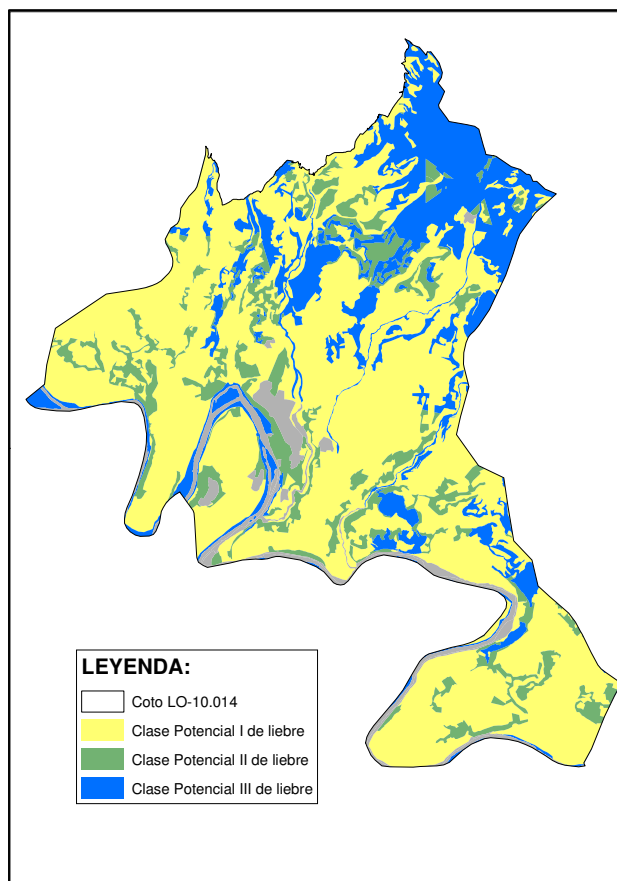 LEYENDA:
Coto LO-10.014
Clase Potencial I de liebre
Clase Potencial II de liebre
Clase Potencial III de liebre